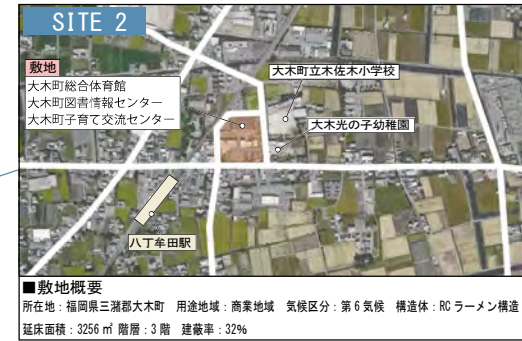 SITE 2
敷地
大木町総合体育館
大木町図書情報センター
大木町子育て交流センター
大木町立木佐木小学校
大木光の子幼稚園
八丁牟田駅
■敷地概要
所在地：福岡県三潴郡大木町　用途地域：商業地域　気候区分：第６気候　構造体：RCラーメン構造
延床面積：3256㎡ 階層：3階　建蔽率：32%